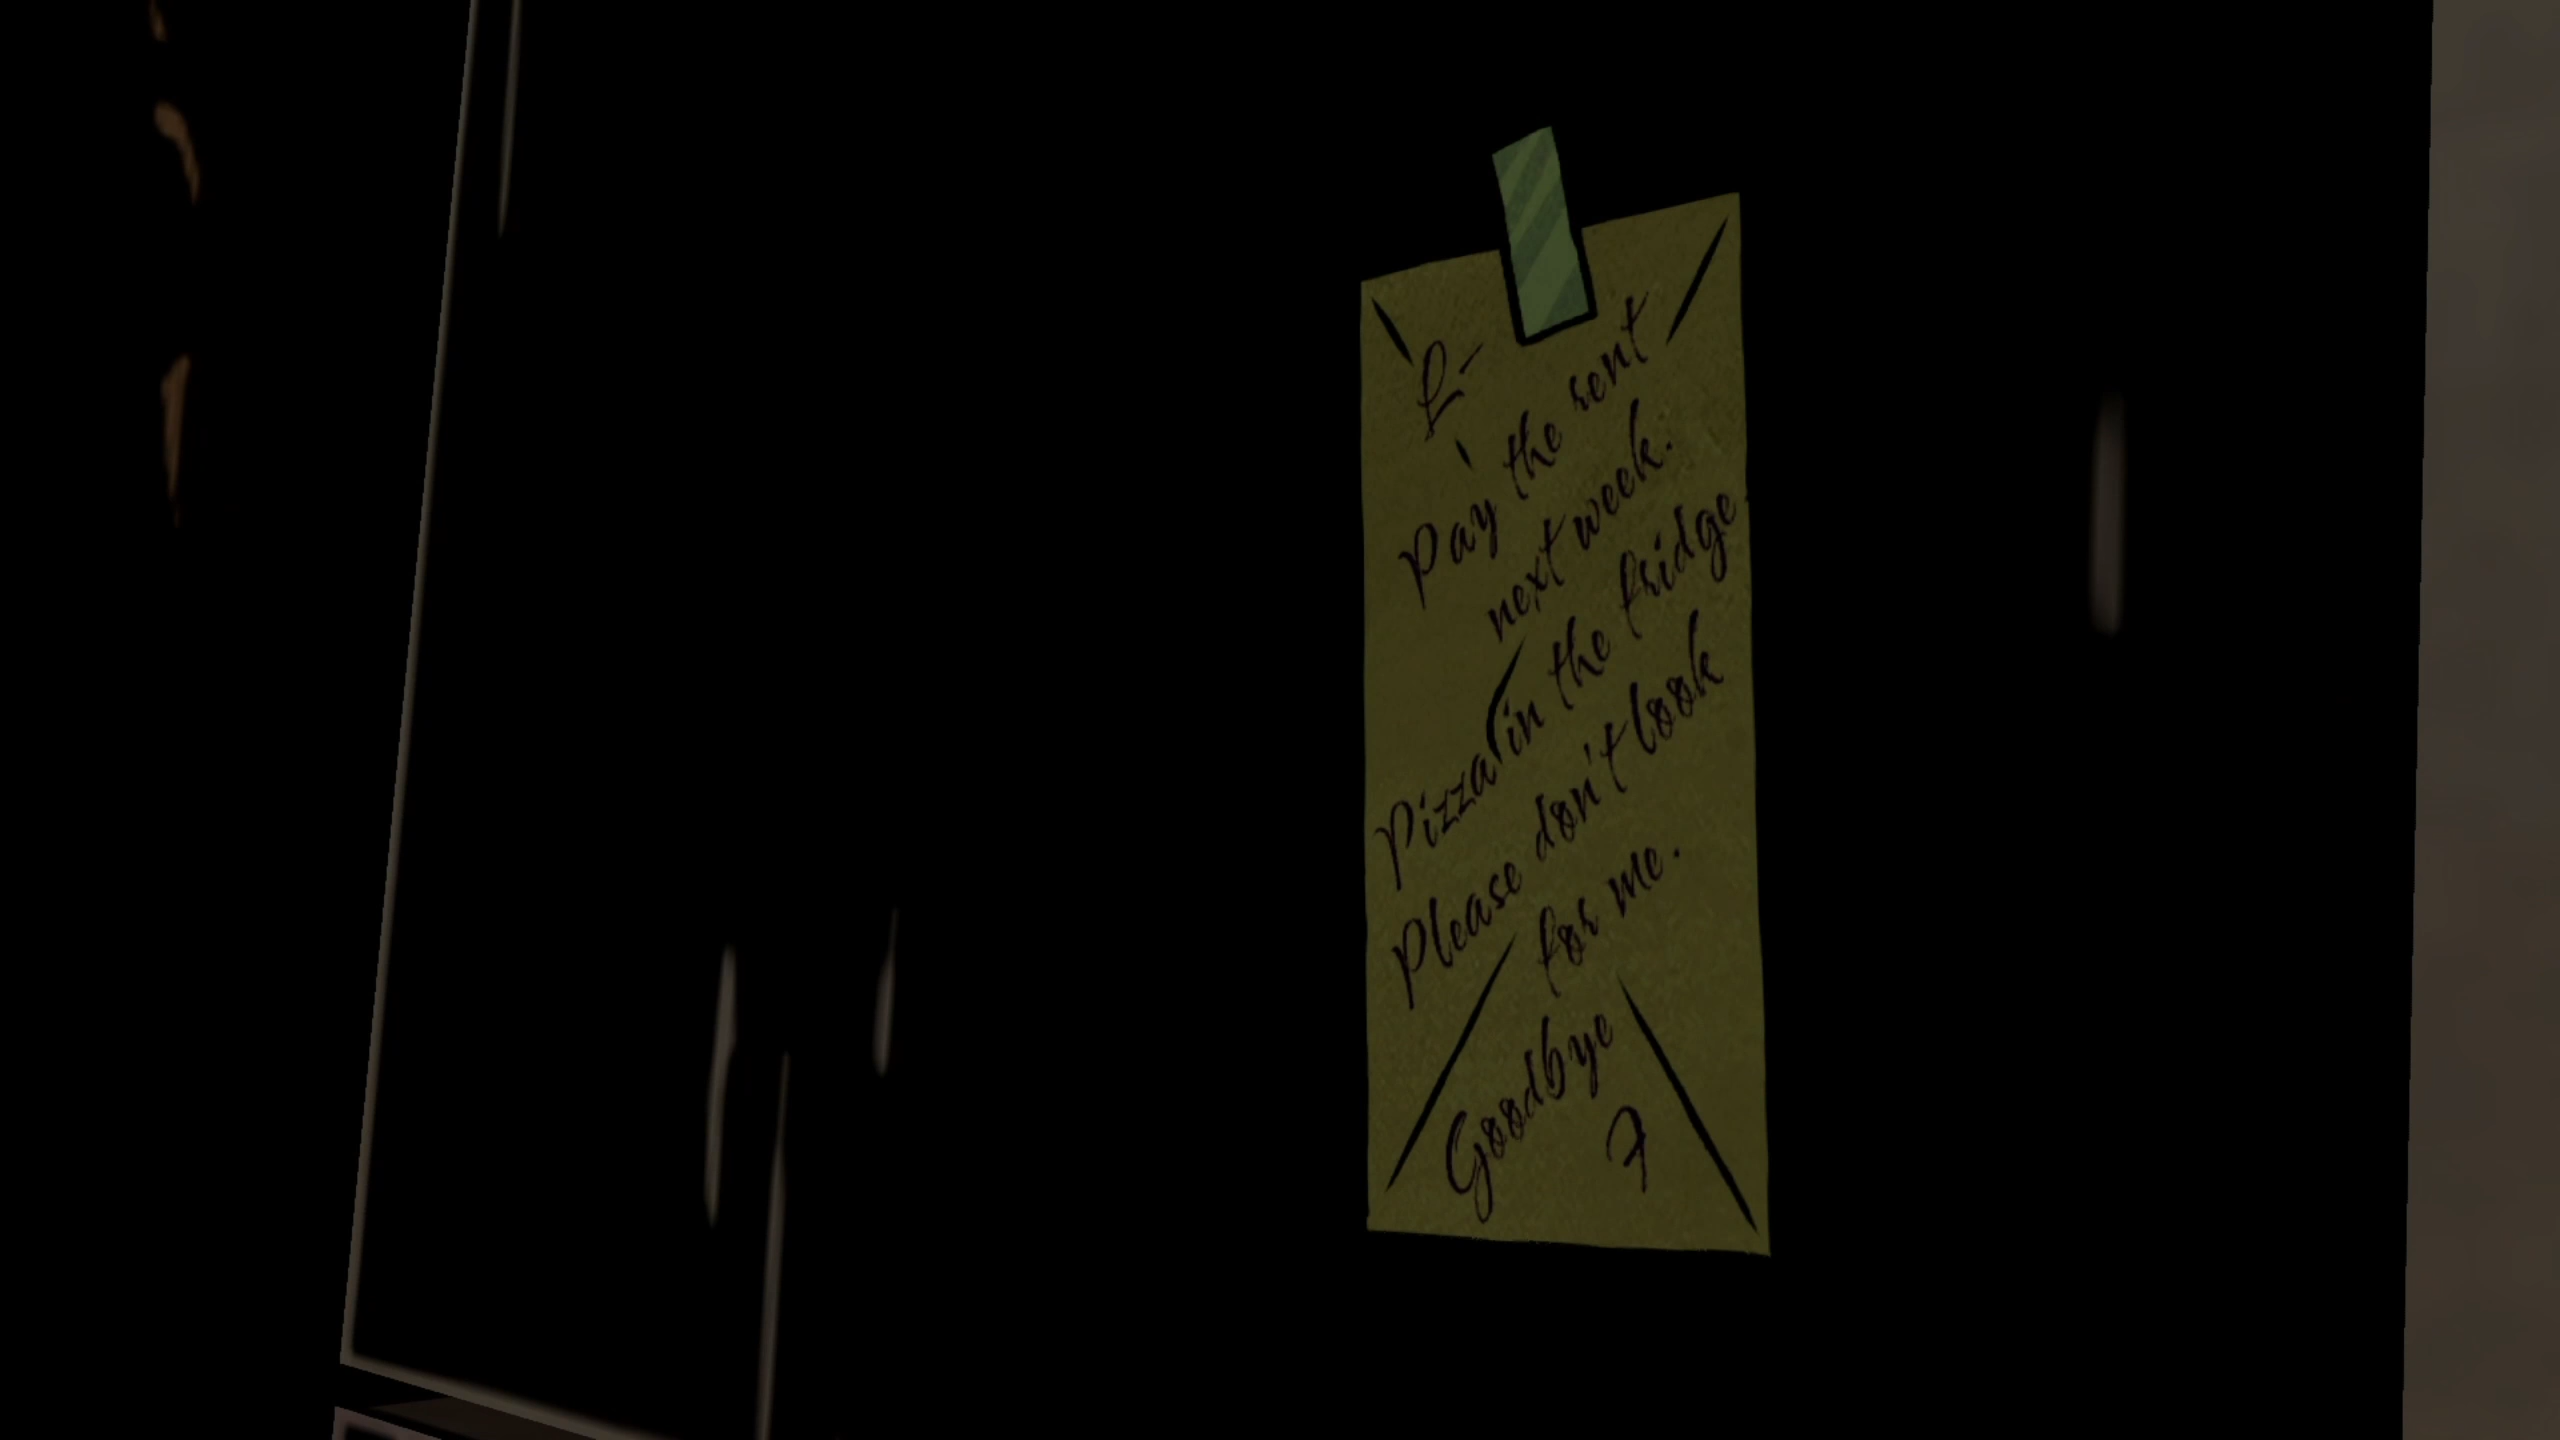 L-
Pay the rent
next week.
Pizza in the fridge
Please don't look
for me.
Goodbye
F